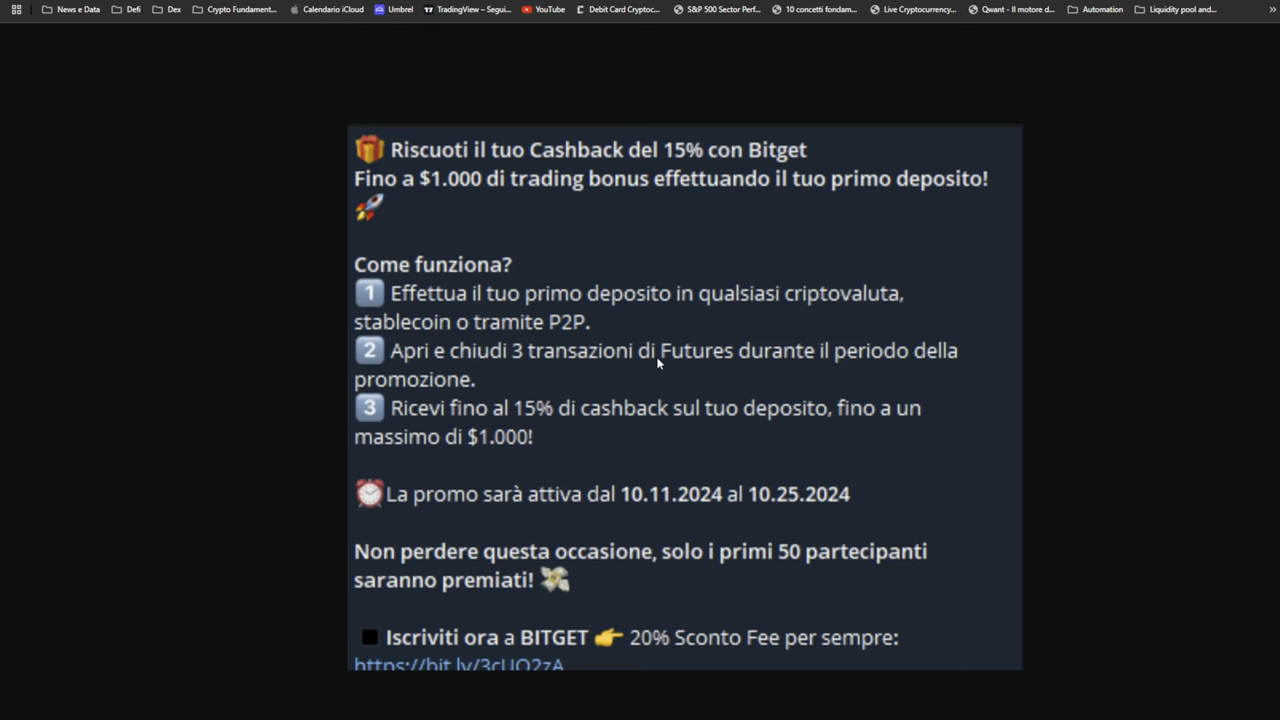 News e Data
Defi
Dex
Crypto Fundament...
Calendario iCloud
Umbrel
TradingView – Segui...
YouTube
Debit Card Cryptoc...
S&P 500 Sector Perf...
10 concetti fondam...
Live Cryptocurrency...
Qwant - Il motore d...
Automation
Liquidity pool and...
»
🎁 Riscuoti il tuo Cashback del 15% con Bitget
Fino a $1.000 di trading bonus effettuando il tuo primo deposito!
🚀
Come funziona?
1️⃣ Effettua il tuo primo deposito in qualsiasi criptovaluta,
stablecoin o tramite P2P.
2️⃣ Apri e chiudi 3 transazioni di Futures durante il periodo della
promozione.
3️⃣ Ricevi fino al 15% di cashback sul tuo deposito, fino a un
massimo di $1.000!
⏰La promo sarà attiva dal 10.11.2024 al 10.25.2024
Non perdere questa occasione, solo i primi 50 partecipanti
saranno premiati! 💸
◼️ Iscriviti ora a BITGET 👉 20% Sconto Fee per sempre:
https://bit.ly/3cUO2zA